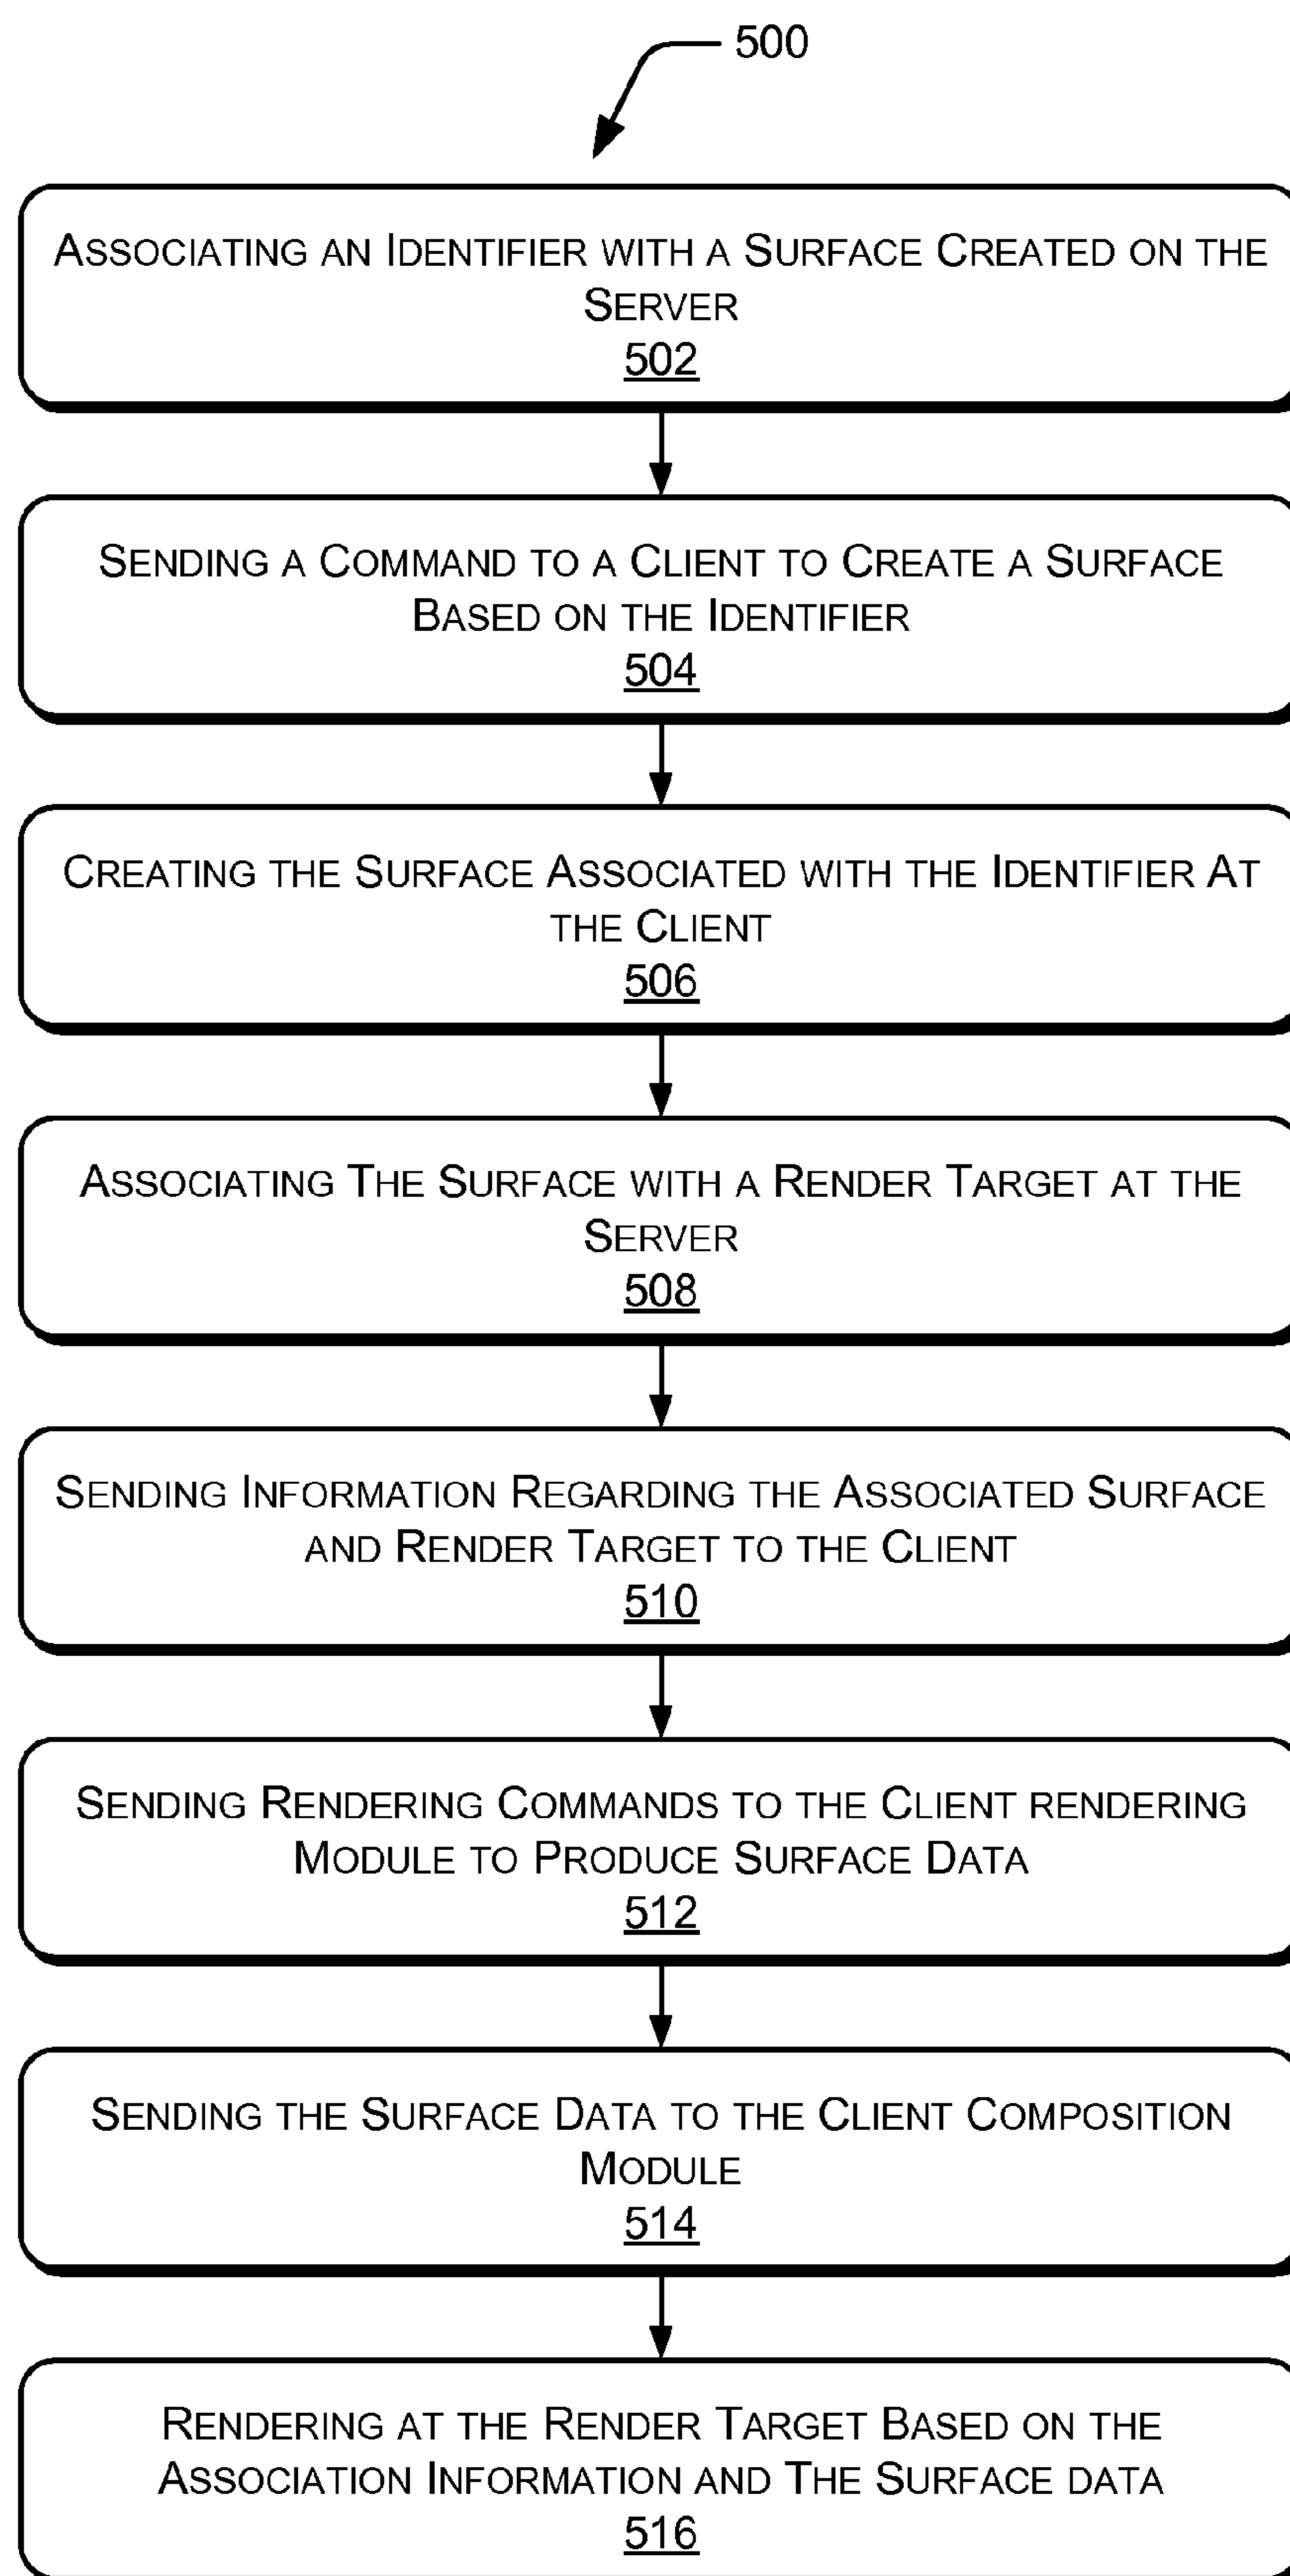 500
ASSOCIATING AN IDENTIFIER WITH A SURFACE CREATED ON THE
SERVER
502
SENDING A COMMAND TO A CLIENT TO CREATE A SURFACE
BASED ON THE IDENTIFIER
504
CREATING THE SURFACE ASSOCIATED WITH THE IDENTIFIER AT
THE CLIENT
506
ASSOCIATING THE SURFACE WITH A RENDER TARGET AT THE
SERVER
508
SENDING INFORMATION REGARDING THE ASSOCIATED SURFACE
AND RENDER TARGET TO THE CLIENT
510
SENDING RENDERING COMMANDS TO THE CLIENT RENDERING
MODULE TO PRODUCE SURFACE DATA
512
SENDING THE SURFACE DATA TO THE CLIENT COMPOSITION
MODULE
514
RENDERING AT THE RENDER TARGET BASED ON THE
ASSOCIATION INFORMATION AND THE SURFACE DATA
516